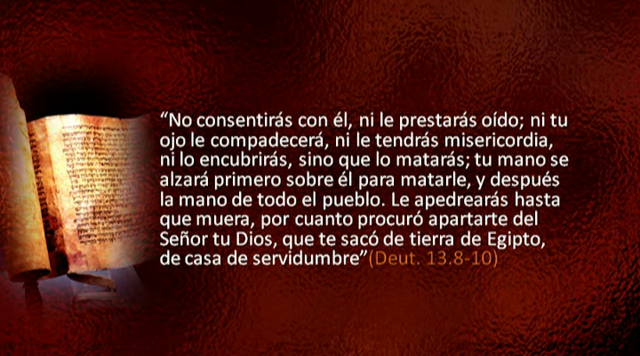 “No consentirás con él, ni le prestarás oído; ni tu
ojo le compadecerá, ni le tendrás misericordia,
ni lo encubrirás, sino que lo matarás; tu mano se
alzará primero sobre él para matarle, y después
la mano de todo el pueblo. Le apedrearás hasta
que muera, por cuanto procuró apartarte del
Señor tu Dios, que te sacó de tierra de Egipto,
de casa de servidumbre”(Deut. 13.8-10)